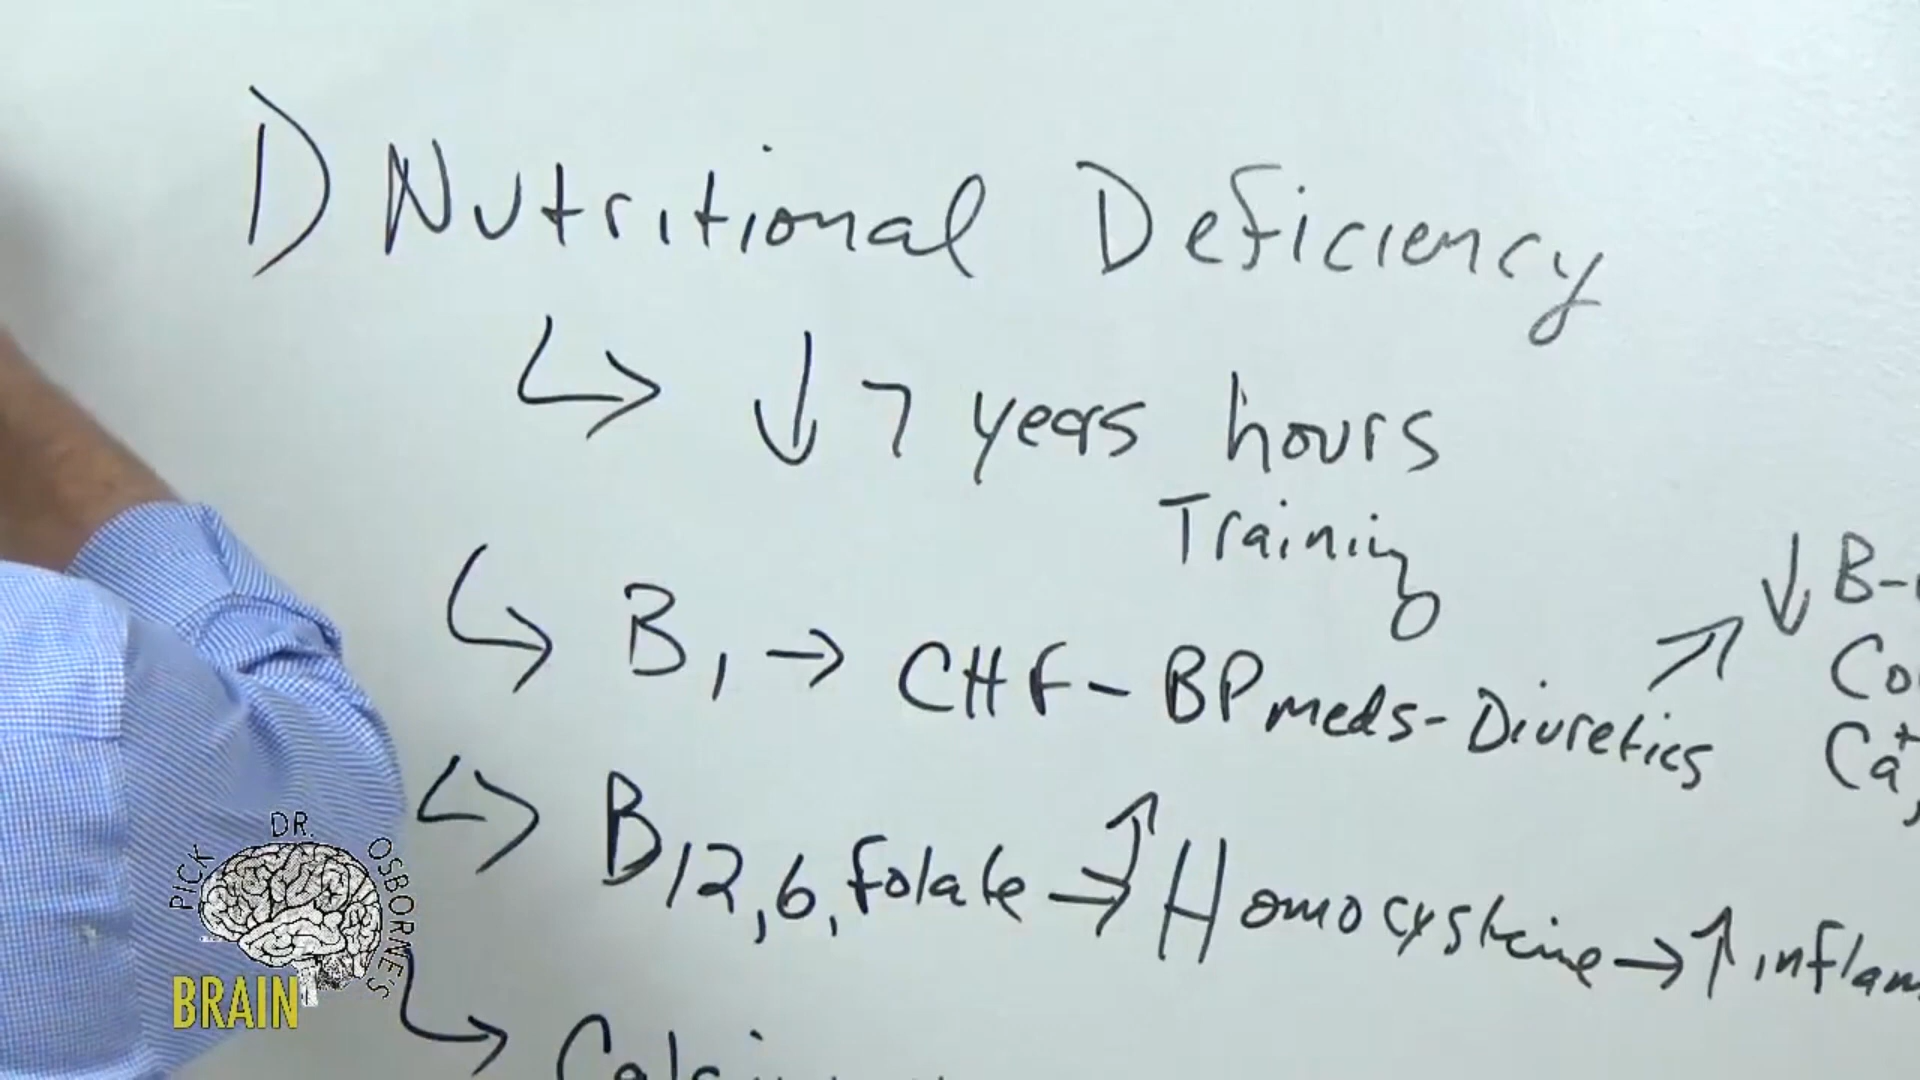 1) Nutritional Deficiency
↳ ↓ 7 years hours
Training
↳ B1 → CHF - BP meds - Diuretics ↗ ↓ B-
Ca+
↳ B12, 6, Folate → ↑ Homocysteine → ↑ inflam
↳
PICK DR. OSBORNE'S
BRAIN